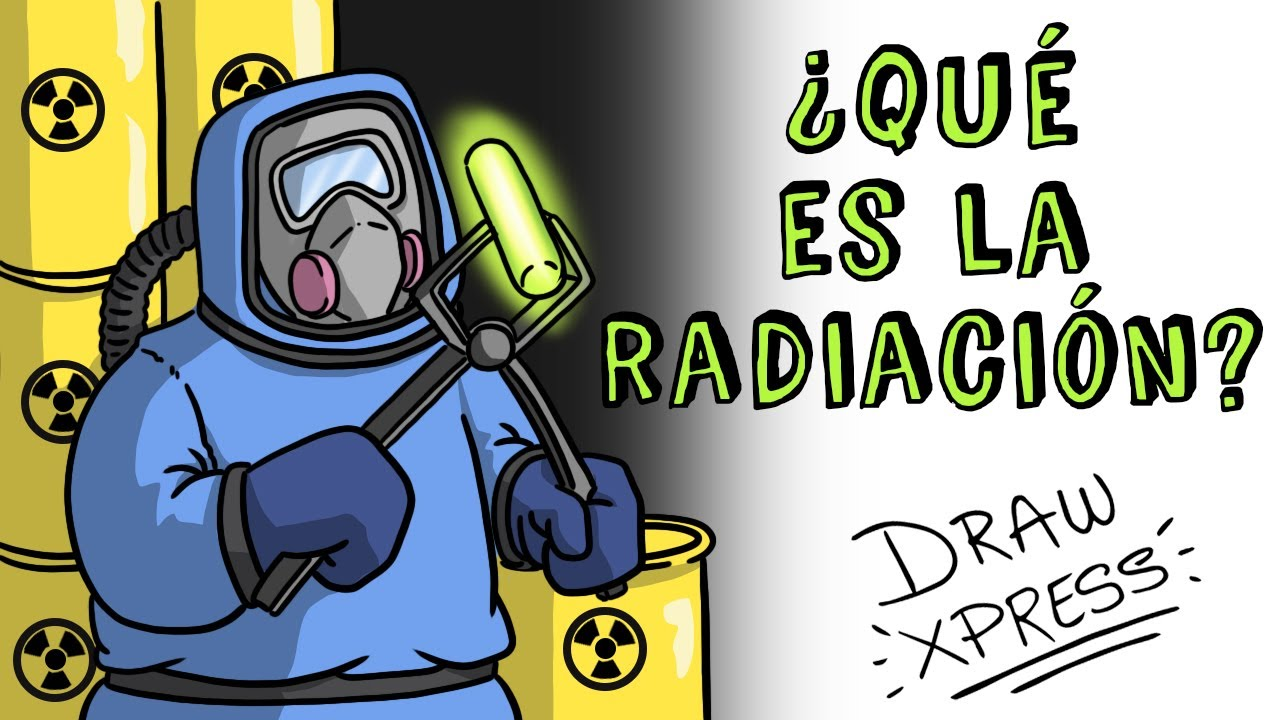 ¿QUÉ
ES LA
RADIACIÓN?
DRAW
XPRESS